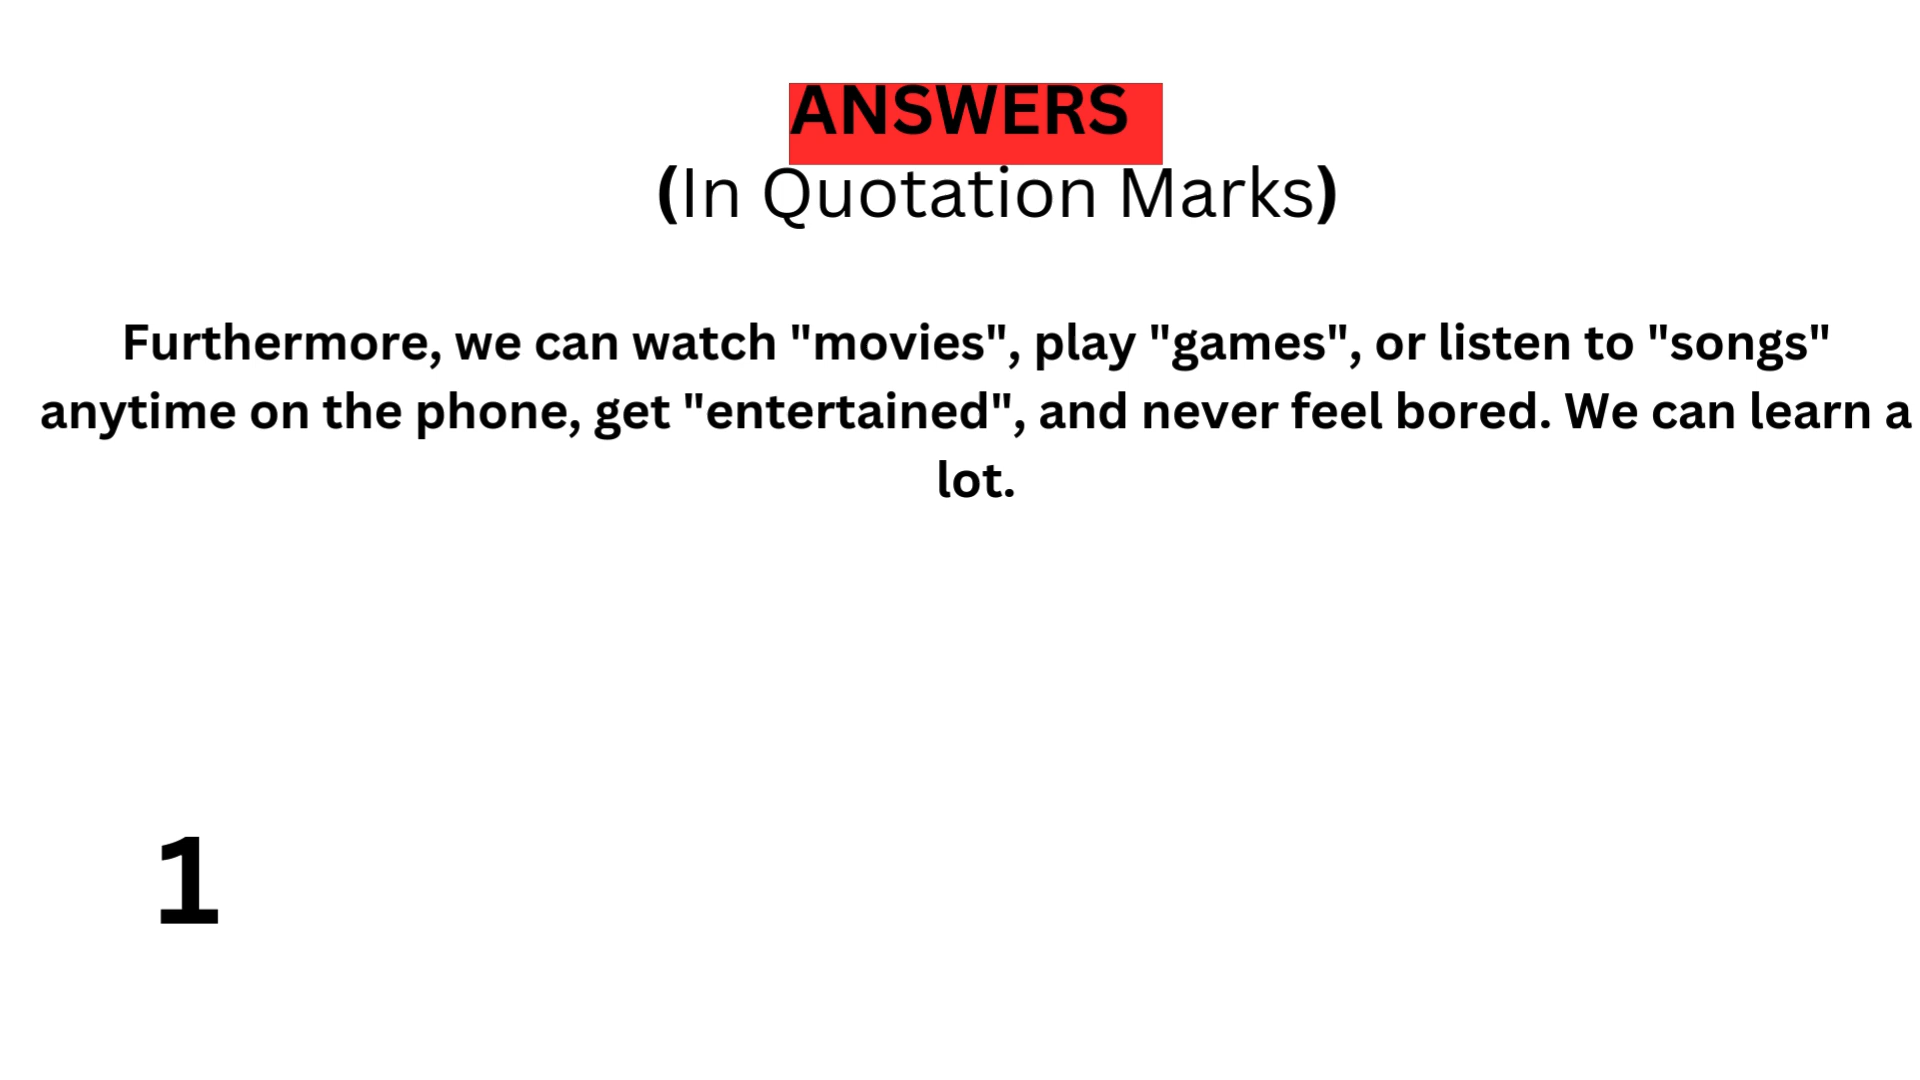 ANSWERS
(In Quotation Marks)
Furthermore, we can watch "movies", play "games", or listen to "songs"
anytime on the phone, get "entertained", and never feel bored. We can learn a
lot.
1